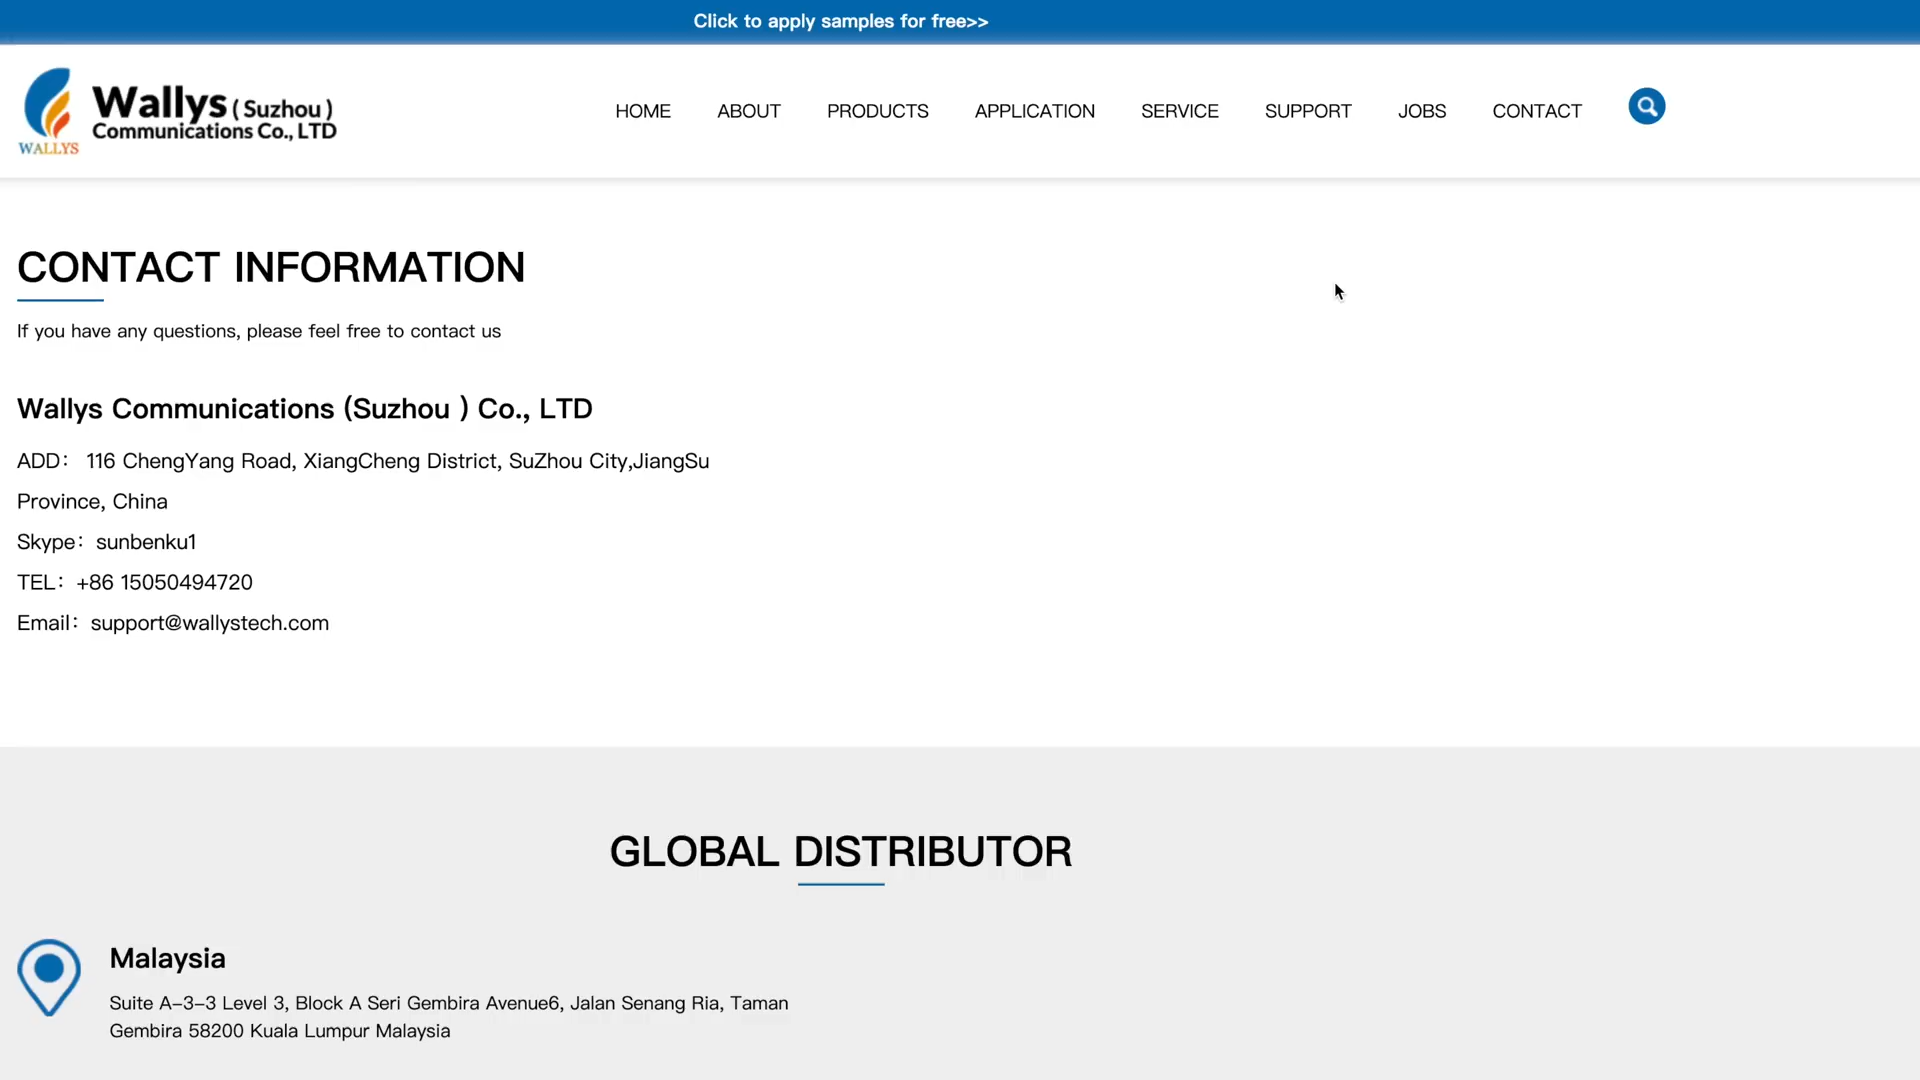 Click to apply samples for free>>
Wallys ( Suzhou )
Communications Co., LTD
WALLYS
HOME
ABOUT
PRODUCTS
APPLICATION
SERVICE
SUPPORT
JOBS
CONTACT
CONTACT INFORMATION
If you have any questions, please feel free to contact us
Wallys Communications (Suzhou ) Co., LTD
ADD： 116 ChengYang Road, XiangCheng District, SuZhou City,JiangSu
Province, China
Skype：sunbenku1
TEL：+86 15050494720
Email：support@wallystech.com
GLOBAL DISTRIBUTOR
Malaysia
Suite A-3-3 Level 3, Block A Seri Gembira Avenue6, Jalan Senang Ria, Taman
Gembira 58200 Kuala Lumpur Malaysia